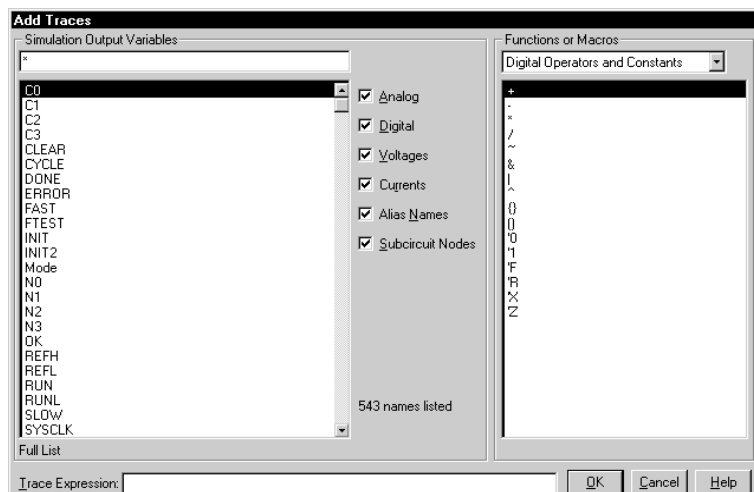 Add Traces
Simulation Output Variables
*
C0
C1
C2
C3
CLEAR
CYCLE
DONE
ERROR
FAST
FTEST
INIT
INIT2
Mode
N0
N1
N2
N3
OK
REFH
REFL
RUN
RUNL
SLOW
SYSCLK
Full List
Analog
Digital
Voltages
Currents
Alias Names
Subcircuit Nodes
543 names listed
Functions or Macros
Digital Operators and Constants
+
-
*
/
~
&
|
^
{}
()
'0
'1
'F
'R
'X
'Z
Trace Expression:
OK
Cancel
Help